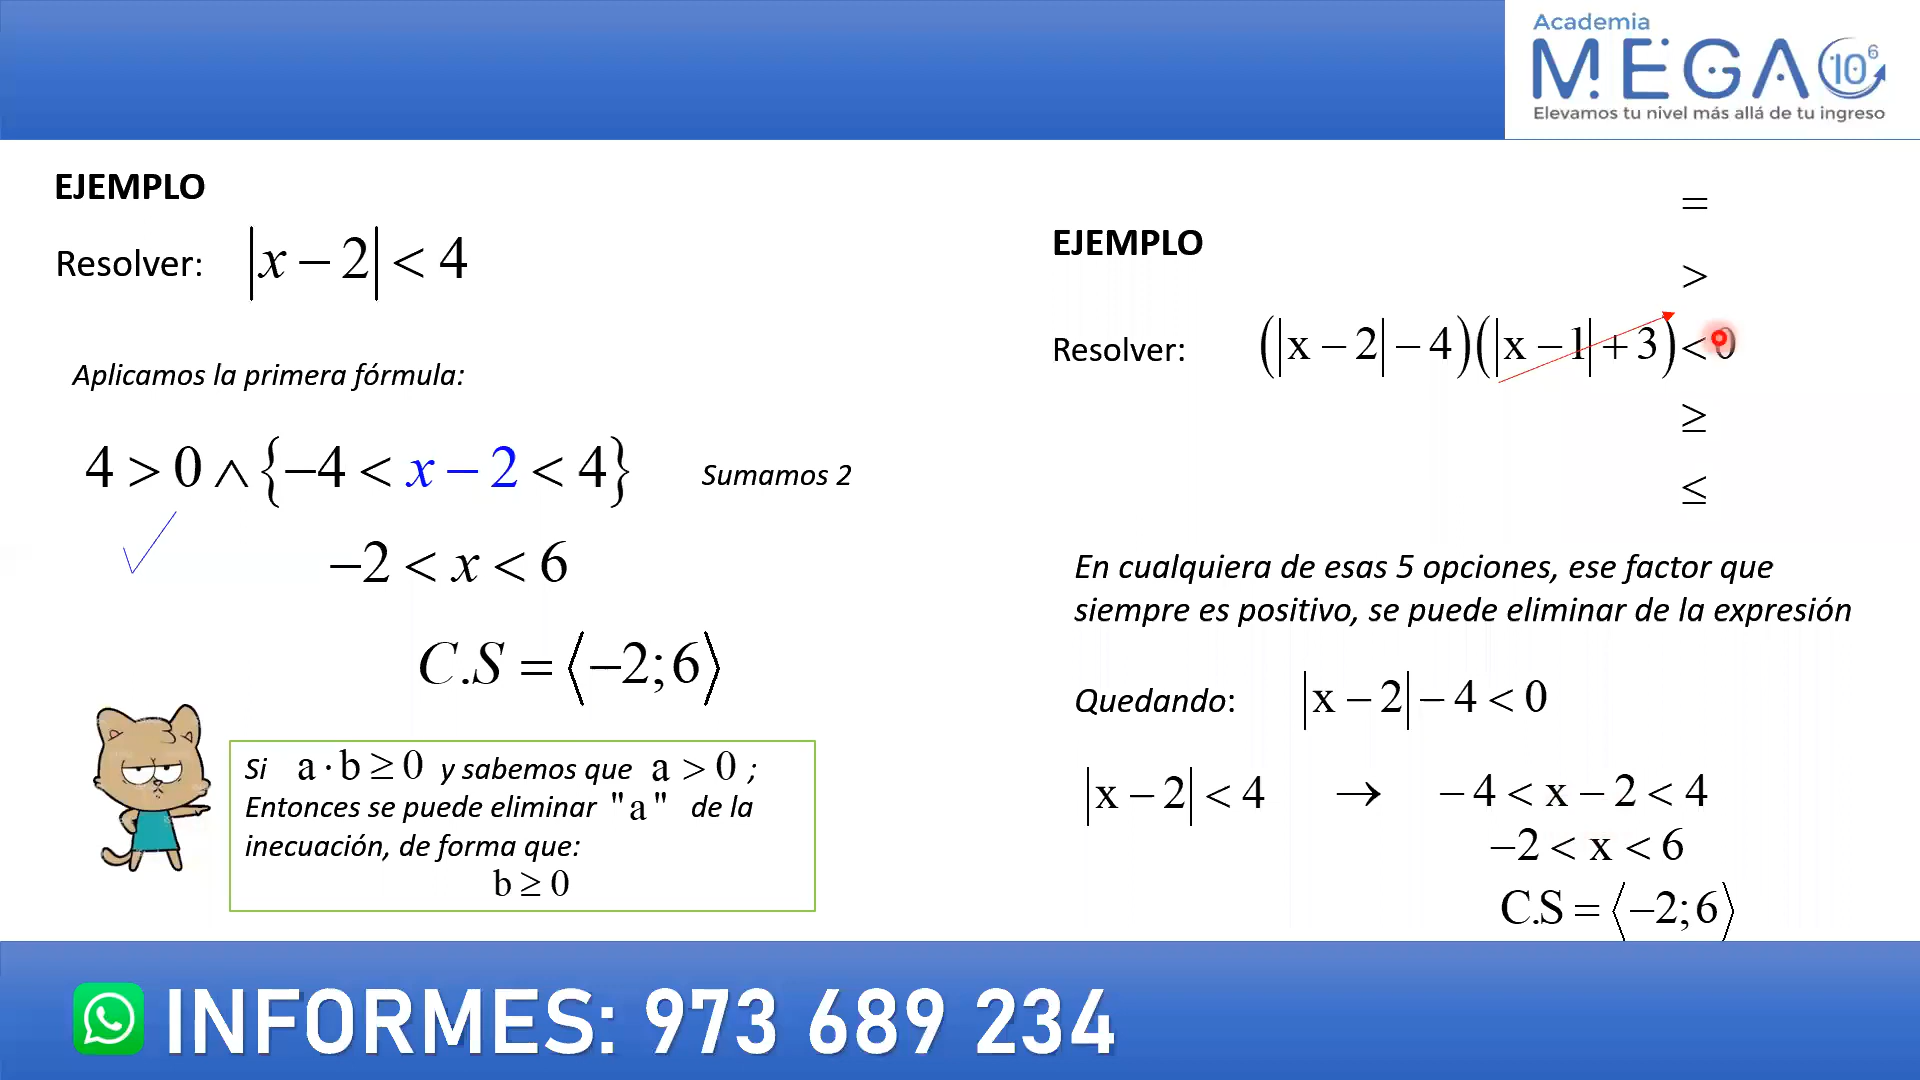 Academia
MEGA 10⁶
Elevamos tu nivel más allá de tu ingreso
EJEMPLO
Resolver: |x − 2| < 4
Aplicamos la primera fórmula:
4 > 0 ∧ {−4 < x − 2 < 4} Sumamos 2
−2 < x < 6
C.S = ⟨−2;6⟩
Si a · b ≥ 0 y sabemos que a > 0 ;
Entonces se puede eliminar "a" de la
inecuación, de forma que:
b ≥ 0
=
EJEMPLO
>
Resolver: (|x − 2| − 4)(|x − 1| + 3) < 0
≥
≤
En cualquiera de esas 5 opciones, ese factor que
siempre es positivo, se puede eliminar de la expresión
Quedando: |x − 2| − 4 < 0
|x − 2| < 4 → − 4 < x − 2 < 4
−2 < x < 6
C.S = ⟨−2;6⟩
INFORMES: 973 689 234